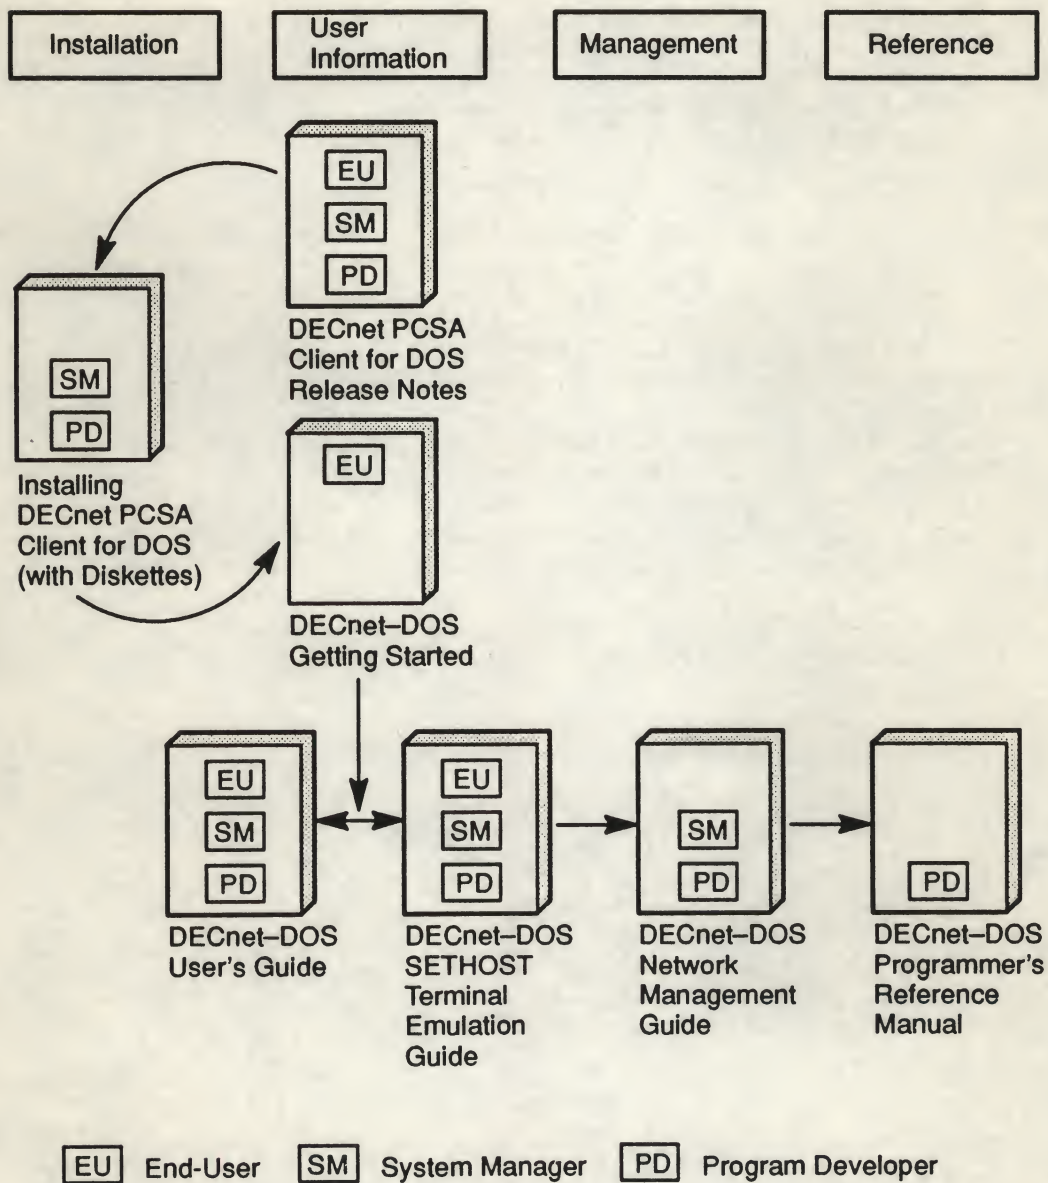 Installation
User
Information
Management
Reference
EU
SM
PD
DECnet PCSA
Client for DOS
Release Notes
SM
PD
Installing
DECnet PCSA
Client for DOS
(with Diskettes)
EU
DECnet–DOS
Getting Started
EU
SM
PD
DECnet–DOS
User's Guide
EU
SM
PD
DECnet–DOS
SETHOST
Terminal
Emulation
Guide
SM
PD
DECnet–DOS
Network
Management
Guide
PD
DECnet–DOS
Programmer's
Reference
Manual
EU End-User SM System Manager PD Program Developer